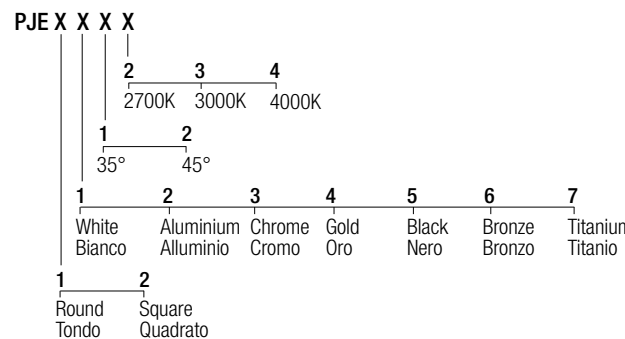 PJE X X X X
2 3 4
2700K 3000K 4000K
1 2
35° 45°
1 2 3 4 5 6 7
White Aluminium Chrome Gold Black Bronze Titanium
Bianco Alluminio Cromo Oro Nero Bronzo Titanio
1 2
Round Square
Tondo Quadrato